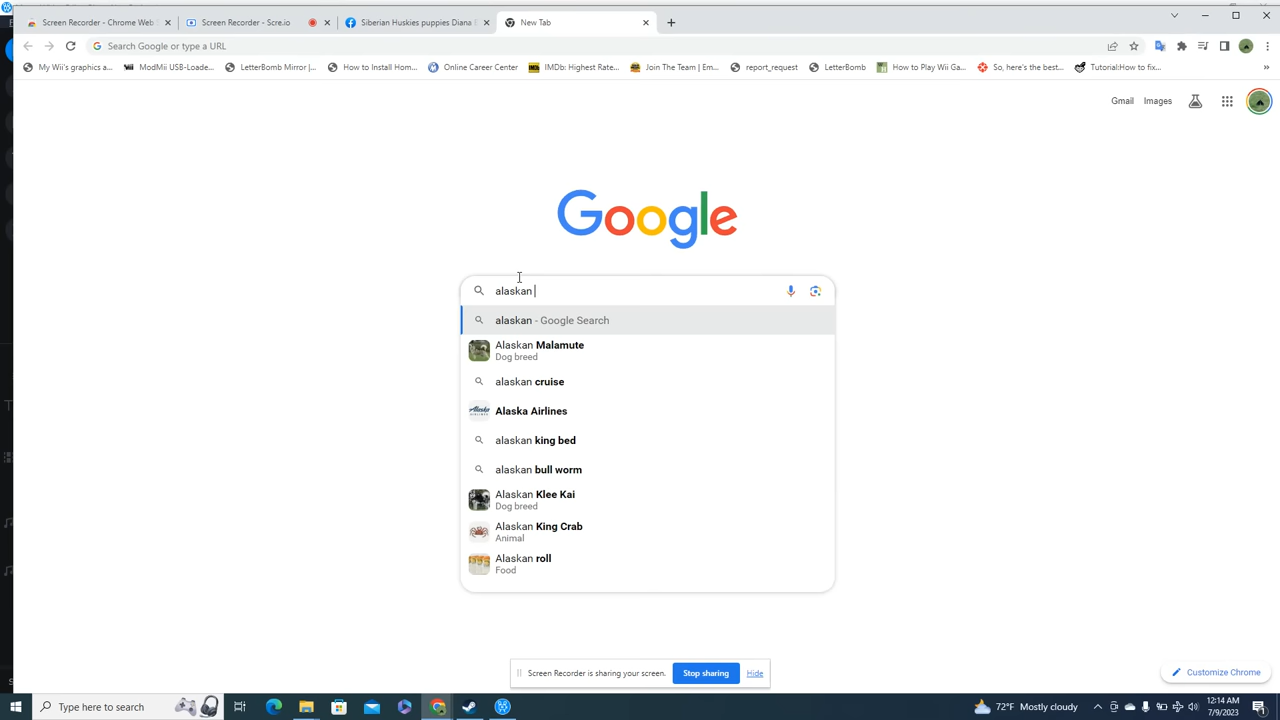 Screen Recorder - Chrome Web S
Screen Recorder - Scre.io
Siberian Huskies puppies Diana
New Tab
Search Google or type a URL
My Wii's graphics a...
ModMii USB-Loade...
LetterBomb Mirror |...
How to Install Hom...
Online Career Center
IMDb: Highest Rate...
Join The Team | Em...
report_request
LetterBomb
How to Play Wii Ga...
So, here's the best...
Tutorial:How to fix...
»
Gmail
Images
Google
alaskan
alaskan - Google Search
Alaskan Malamute
Dog breed
alaskan cruise
Alaska Airlines
alaskan king bed
alaskan bull worm
Alaskan Klee Kai
Dog breed
Alaskan King Crab
Animal
Alaskan roll
Food
Screen Recorder is sharing your screen.
Stop sharing
Hide
Customize Chrome
Type here to search
72°F Mostly cloudy
12:14 AM
7/9/2023